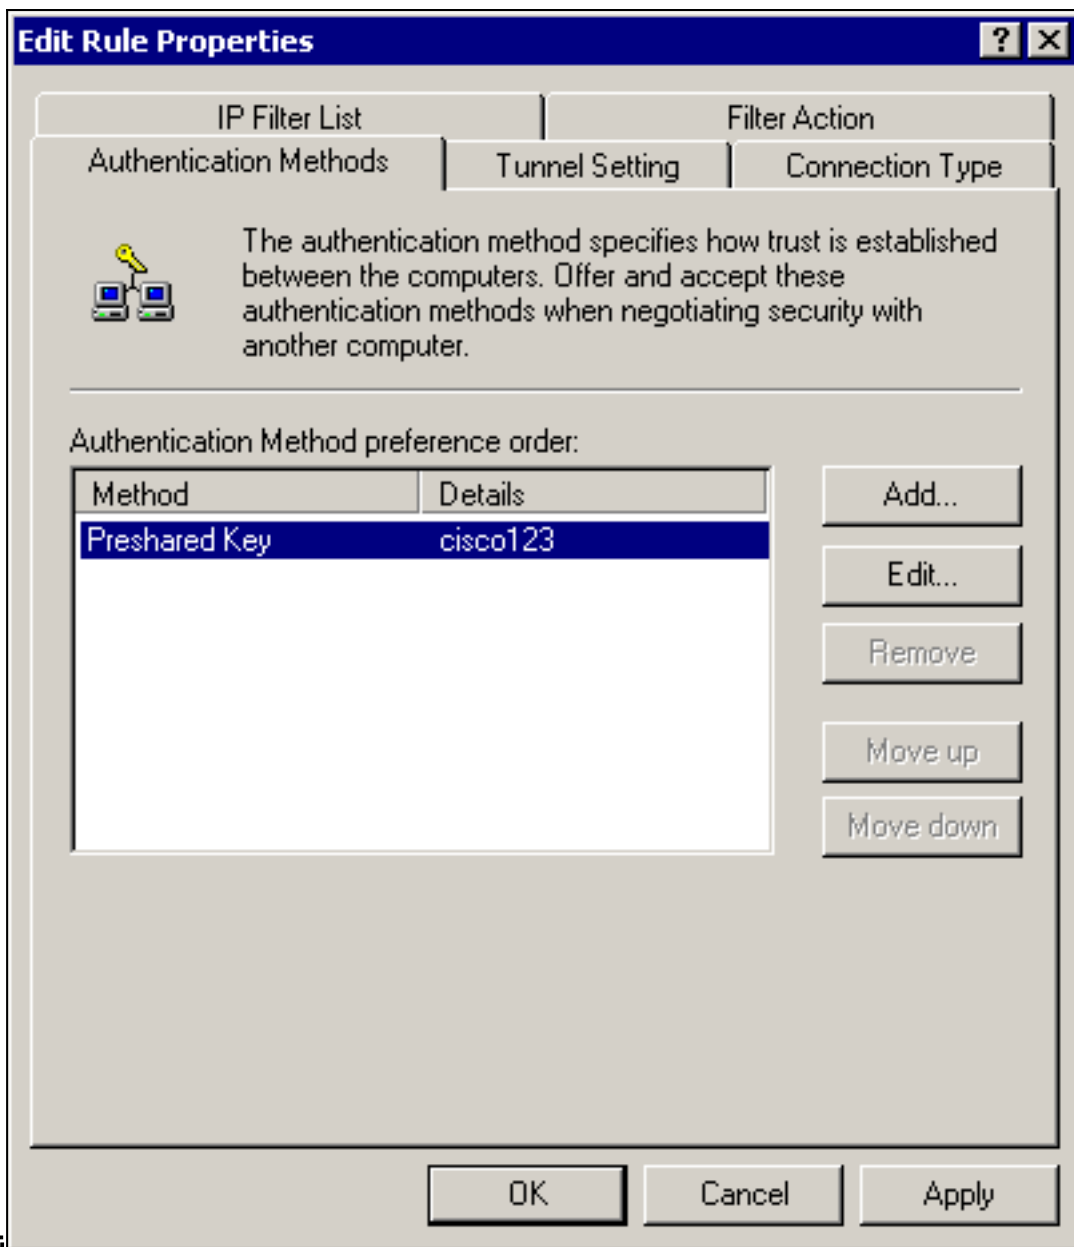 Edit Rule Properties
IP Filter List
Filter Action
Authentication Methods
Tunnel Setting
Connection Type
The authentication method specifies how trust is established
between the computers. Offer and accept these
authentication methods when negotiating security with
another computer.
Authentication Method preference order:
Method
Details
Preshared Key
cisco123
Add...
Edit...
Remove
Move up
Move down
OK
Cancel
Apply